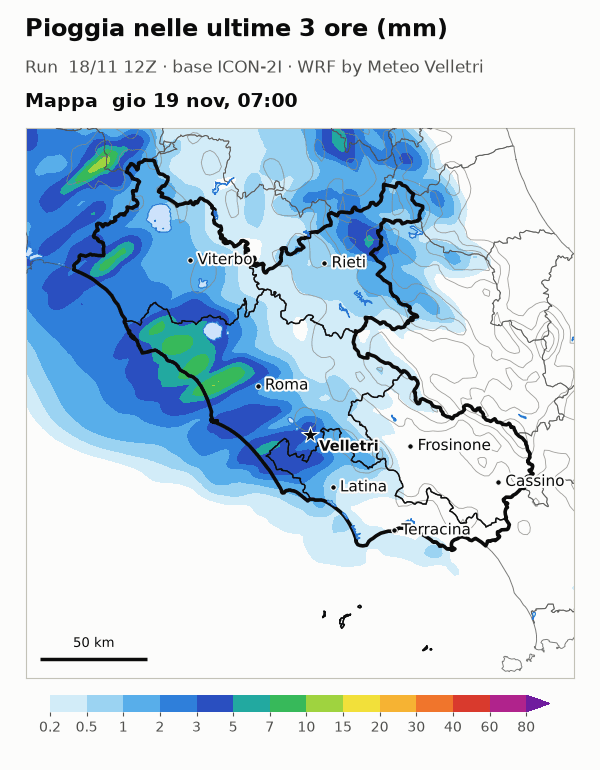 Pioggia nelle ultime 3 ore (mm)
Run  18/11 12Z · base ICON-2I · WRF by Meteo Velletri
Mappa  gio 19 nov, 07:00
Viterbo
Rieti
Roma
Velletri
Frosinone
Cassino
Latina
Terracina
50 km
0.2 0.5 1 2 3 5 7 10 15 20 30 40 60 80